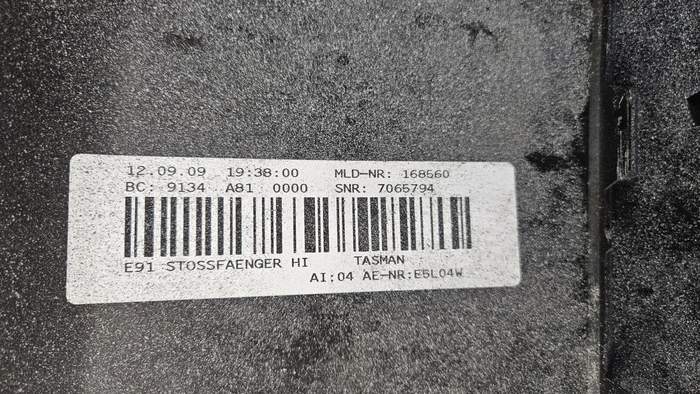 12.09.09 19:38:00 MLD-NR: 168560
BC: 9134 A81 0000 SNR: 7065794
E91 STOSSFAENGER HI TASMAN
AI:04 AE-NR:E5L04W